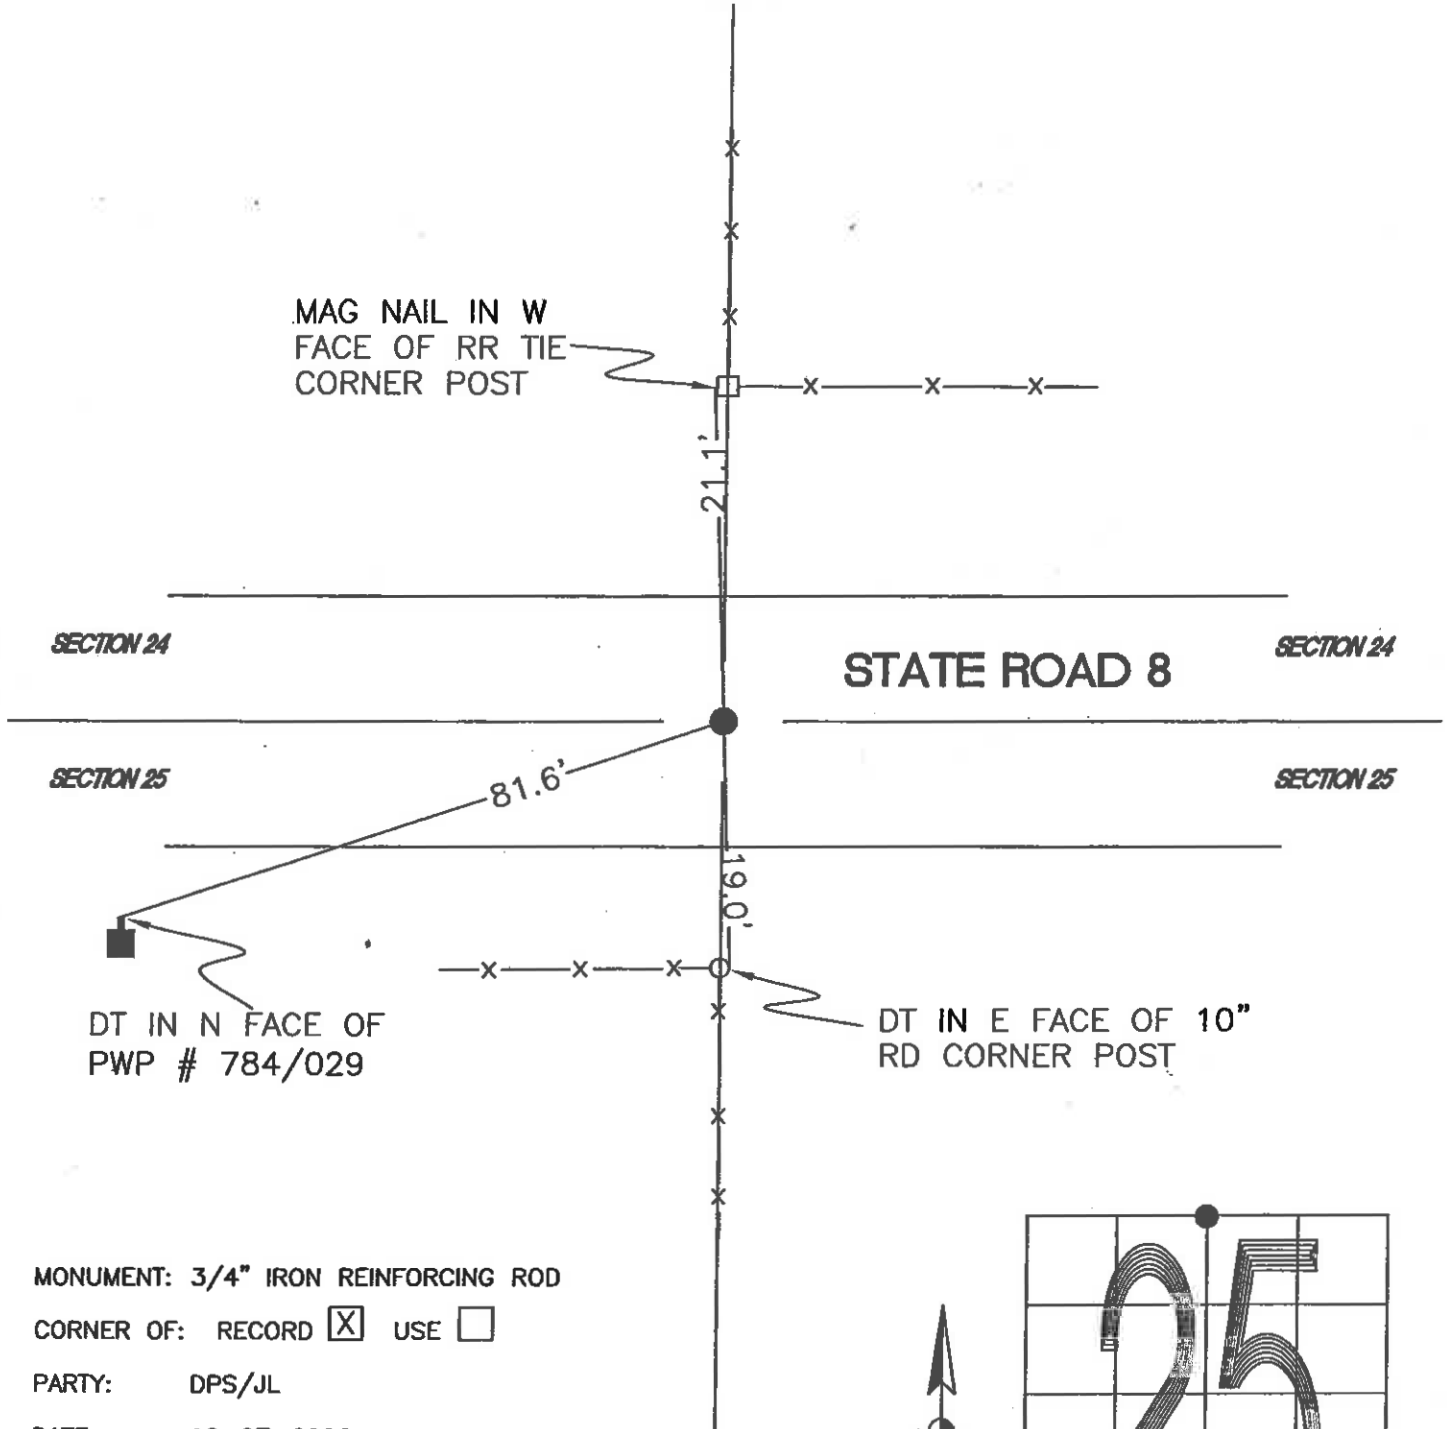 MAG NAIL IN W
FACE OF RR TIE
CORNER POST
21.1'
SECTION 24
STATE ROAD 8
SECTION 24
SECTION 25
81.6'
SECTION 25
19.0'
DT IN N FACE OF
PWP # 784/029
DT IN E FACE OF 10"
RD CORNER POST
MONUMENT: 3/4" IRON REINFORCING ROD
CORNER OF: RECORD X USE
PARTY: DPS/JL
25